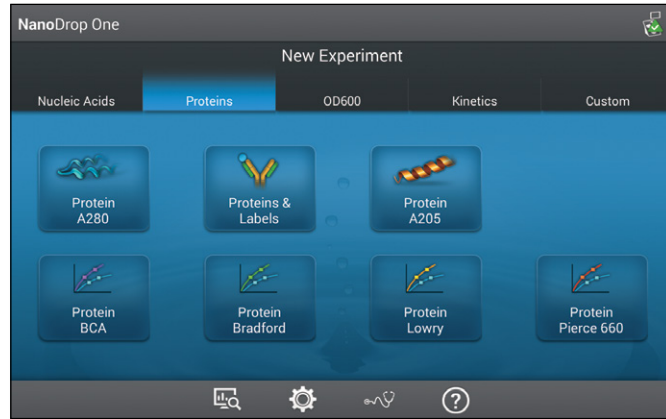 NanoDrop One
New Experiment
Nucleic Acids
Proteins
OD600
Kinetics
Custom
Protein
A280
Proteins &
Labels
Protein
A205
Protein
BCA
Protein
Bradford
Protein
Lowry
Protein
Pierce 660
?